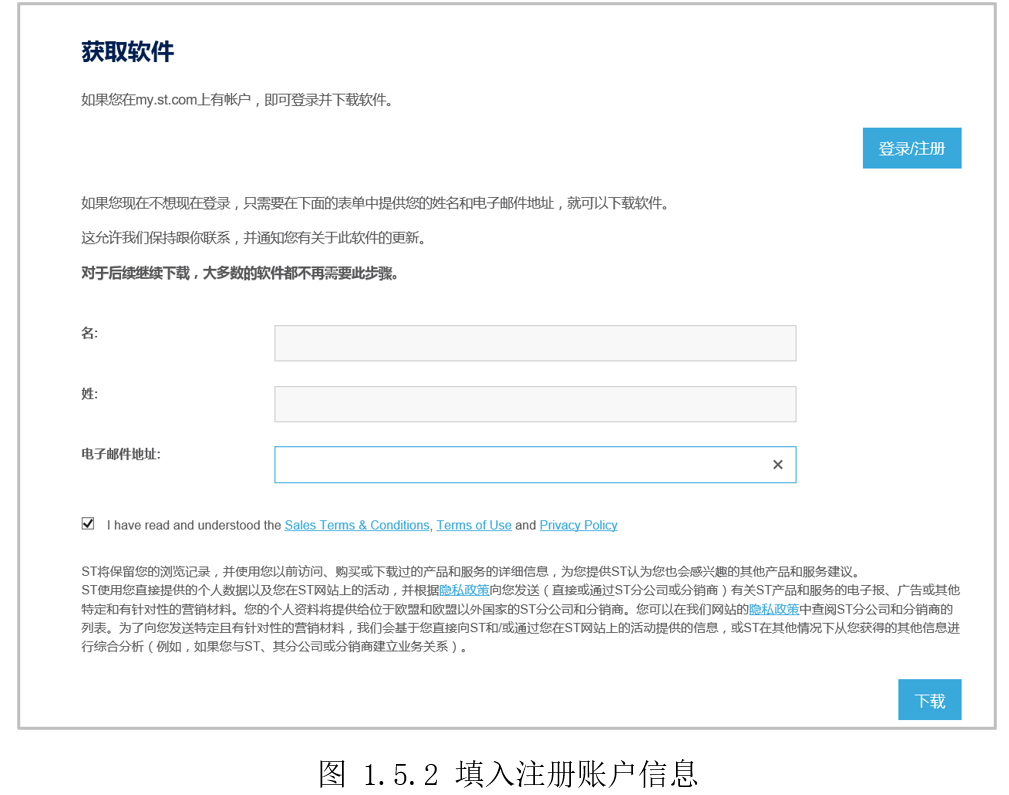 获取软件
如果您在my.st.com上有帐户，即可登录并下载软件。
登录/注册
如果您现在不想现在登录，只需要在下面的表单中提供您的姓名和电子邮件地址，就可以下载软件。
这允许我们保持跟你联系，并通知您有关于此软件的更新。
对于后续继续下载，大多数的软件都不再需要此步骤。
名:
姓:
电子邮件地址:
I have read and understood the Sales Terms & Conditions, Terms of Use and Privacy Policy
ST将保留您的浏览记录，并使用您以前访问、购买或下载过的产品和服务的详细信息，为您提供ST认为您也会感兴趣的其他产品和服务建议。
ST使用您直接提供的个人数据以及您在ST网站上的活动，并根据隐私政策向您发送（直接或通过ST分公司或分销商）有关ST产品和服务的电子报、广告或其他
特定和有针对性的营销材料。您的个人资料将提供给位于欧盟和欧盟以外国家的ST分公司和分销商。您可以在我们网站的隐私政策中查阅ST分公司和分销商的
列表。为了向您发送特定且有针对性的营销材料，我们会基于您直接向ST和/或通过您在ST网站上的活动提供的信息，或ST在其他情况下从您获得的其他信息进
行综合分析（例如，如果您与ST、其分公司或分销商建立业务关系）。
下载
图 1.5.2 填入注册账户信息